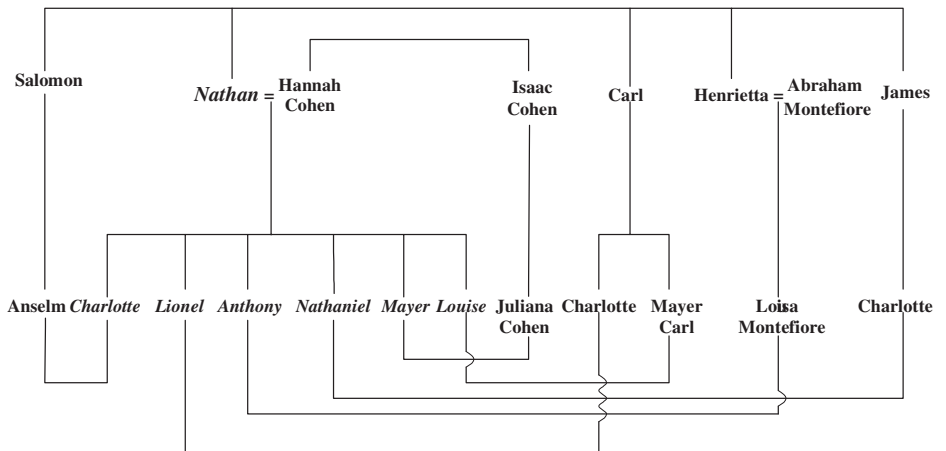 Salomon
Nathan =
Hannah
Cohen
Isaac
Cohen
Carl
Henrietta =
Abraham
Montefiore
James
Anselm
Charlotte
Lionel
Anthony
Nathaniel
Mayer
Louise
Juliana
Cohen
Charlotte
Mayer
Carl
Montefiore
Charlotte